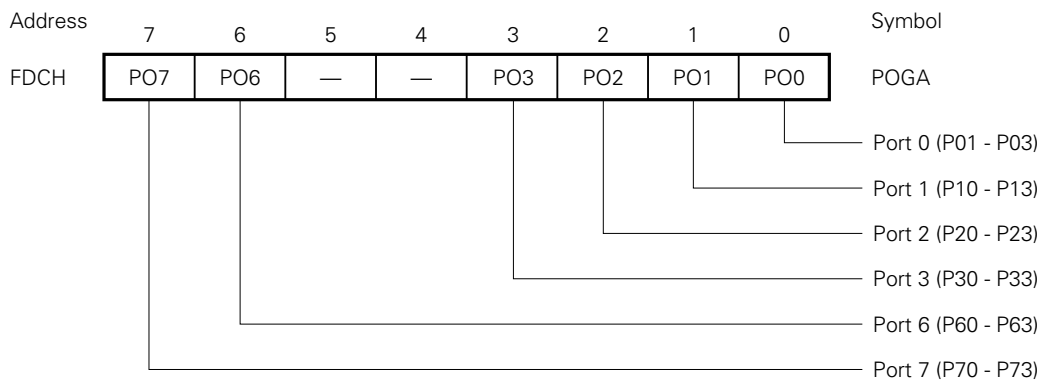 Address 7 6 5 4 3 2 1 0 Symbol
FDCH PO7 PO6 — — PO3 PO2 PO1 PO0 POGA
Port 0 (P01 - P03)
Port 1 (P10 - P13)
Port 2 (P20 - P23)
Port 3 (P30 - P33)
Port 6 (P60 - P63)
Port 7 (P70 - P73)